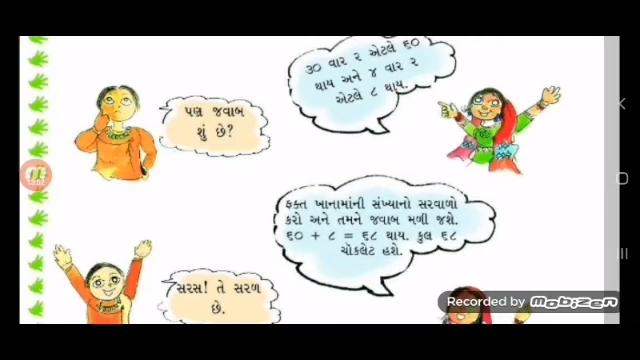 ૩૦ વાર ૨ એટલે ૬૦
થાય અને ૪ વાર ૨
એટલે ૮ થાય.
પણ જવાબ
શું છે?
ફક્ત ખાનામાંની સંખ્યાનો સરવાળો
કરો અને તમને જવાબ મળી જશે.
૬૦ + ૮ = ૬૮ થાય. કુલ ૬૮
ચૉકલેટ હશે.
સરસ! તે સરળ
છે.
Recorded by MOBIZEN